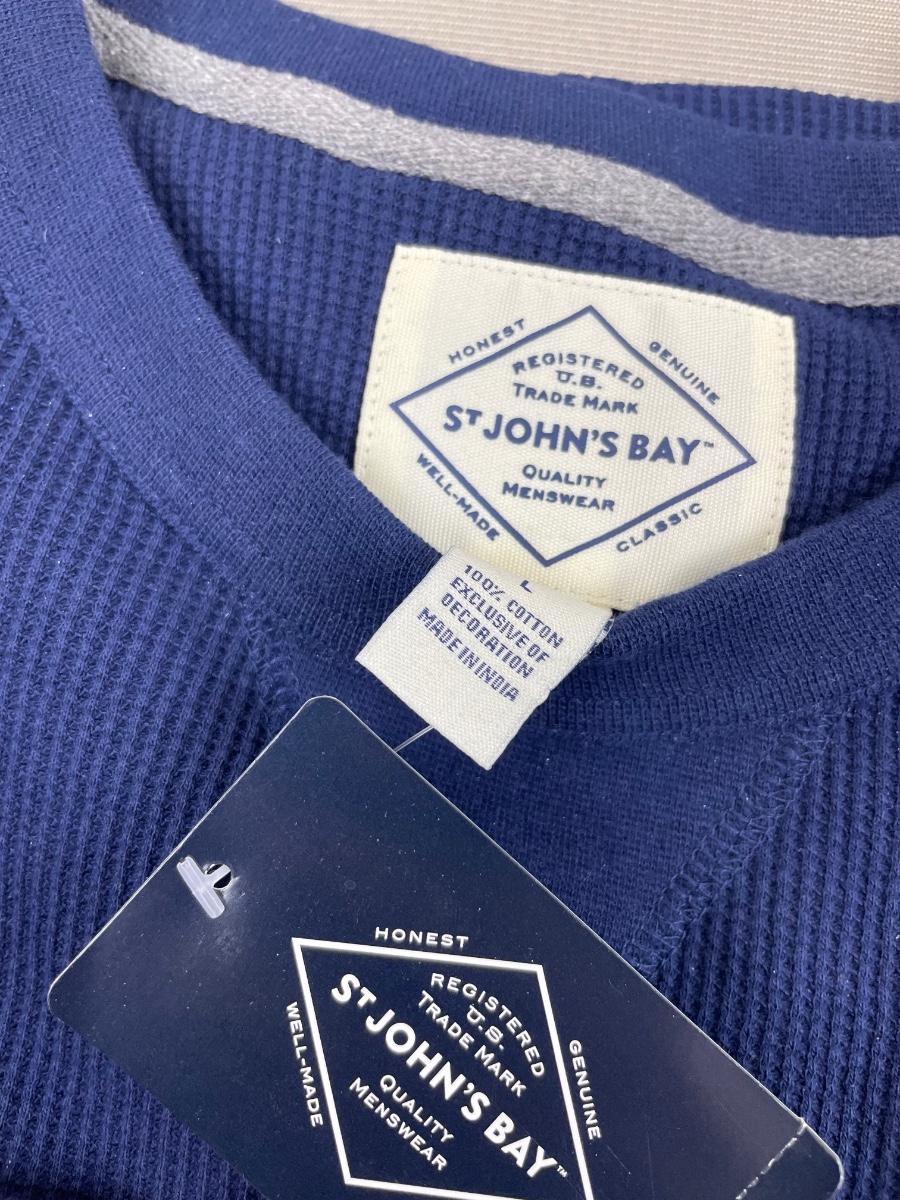 HONEST
GENUINE
REGISTERED
U.S.
TRADE MARK
ST JOHN'S BAY™
QUALITY
MENSWEAR
WELL-MADE
CLASSIC
L
100% COTTON
EXCLUSIVE OF
DECORATION
MADE IN INDIA
HONEST
REGISTERED
U.S.
TRADE MARK
ST JOHN'S BAY™
QUALITY
MENSWEAR
WELL-MADE
GENUINE